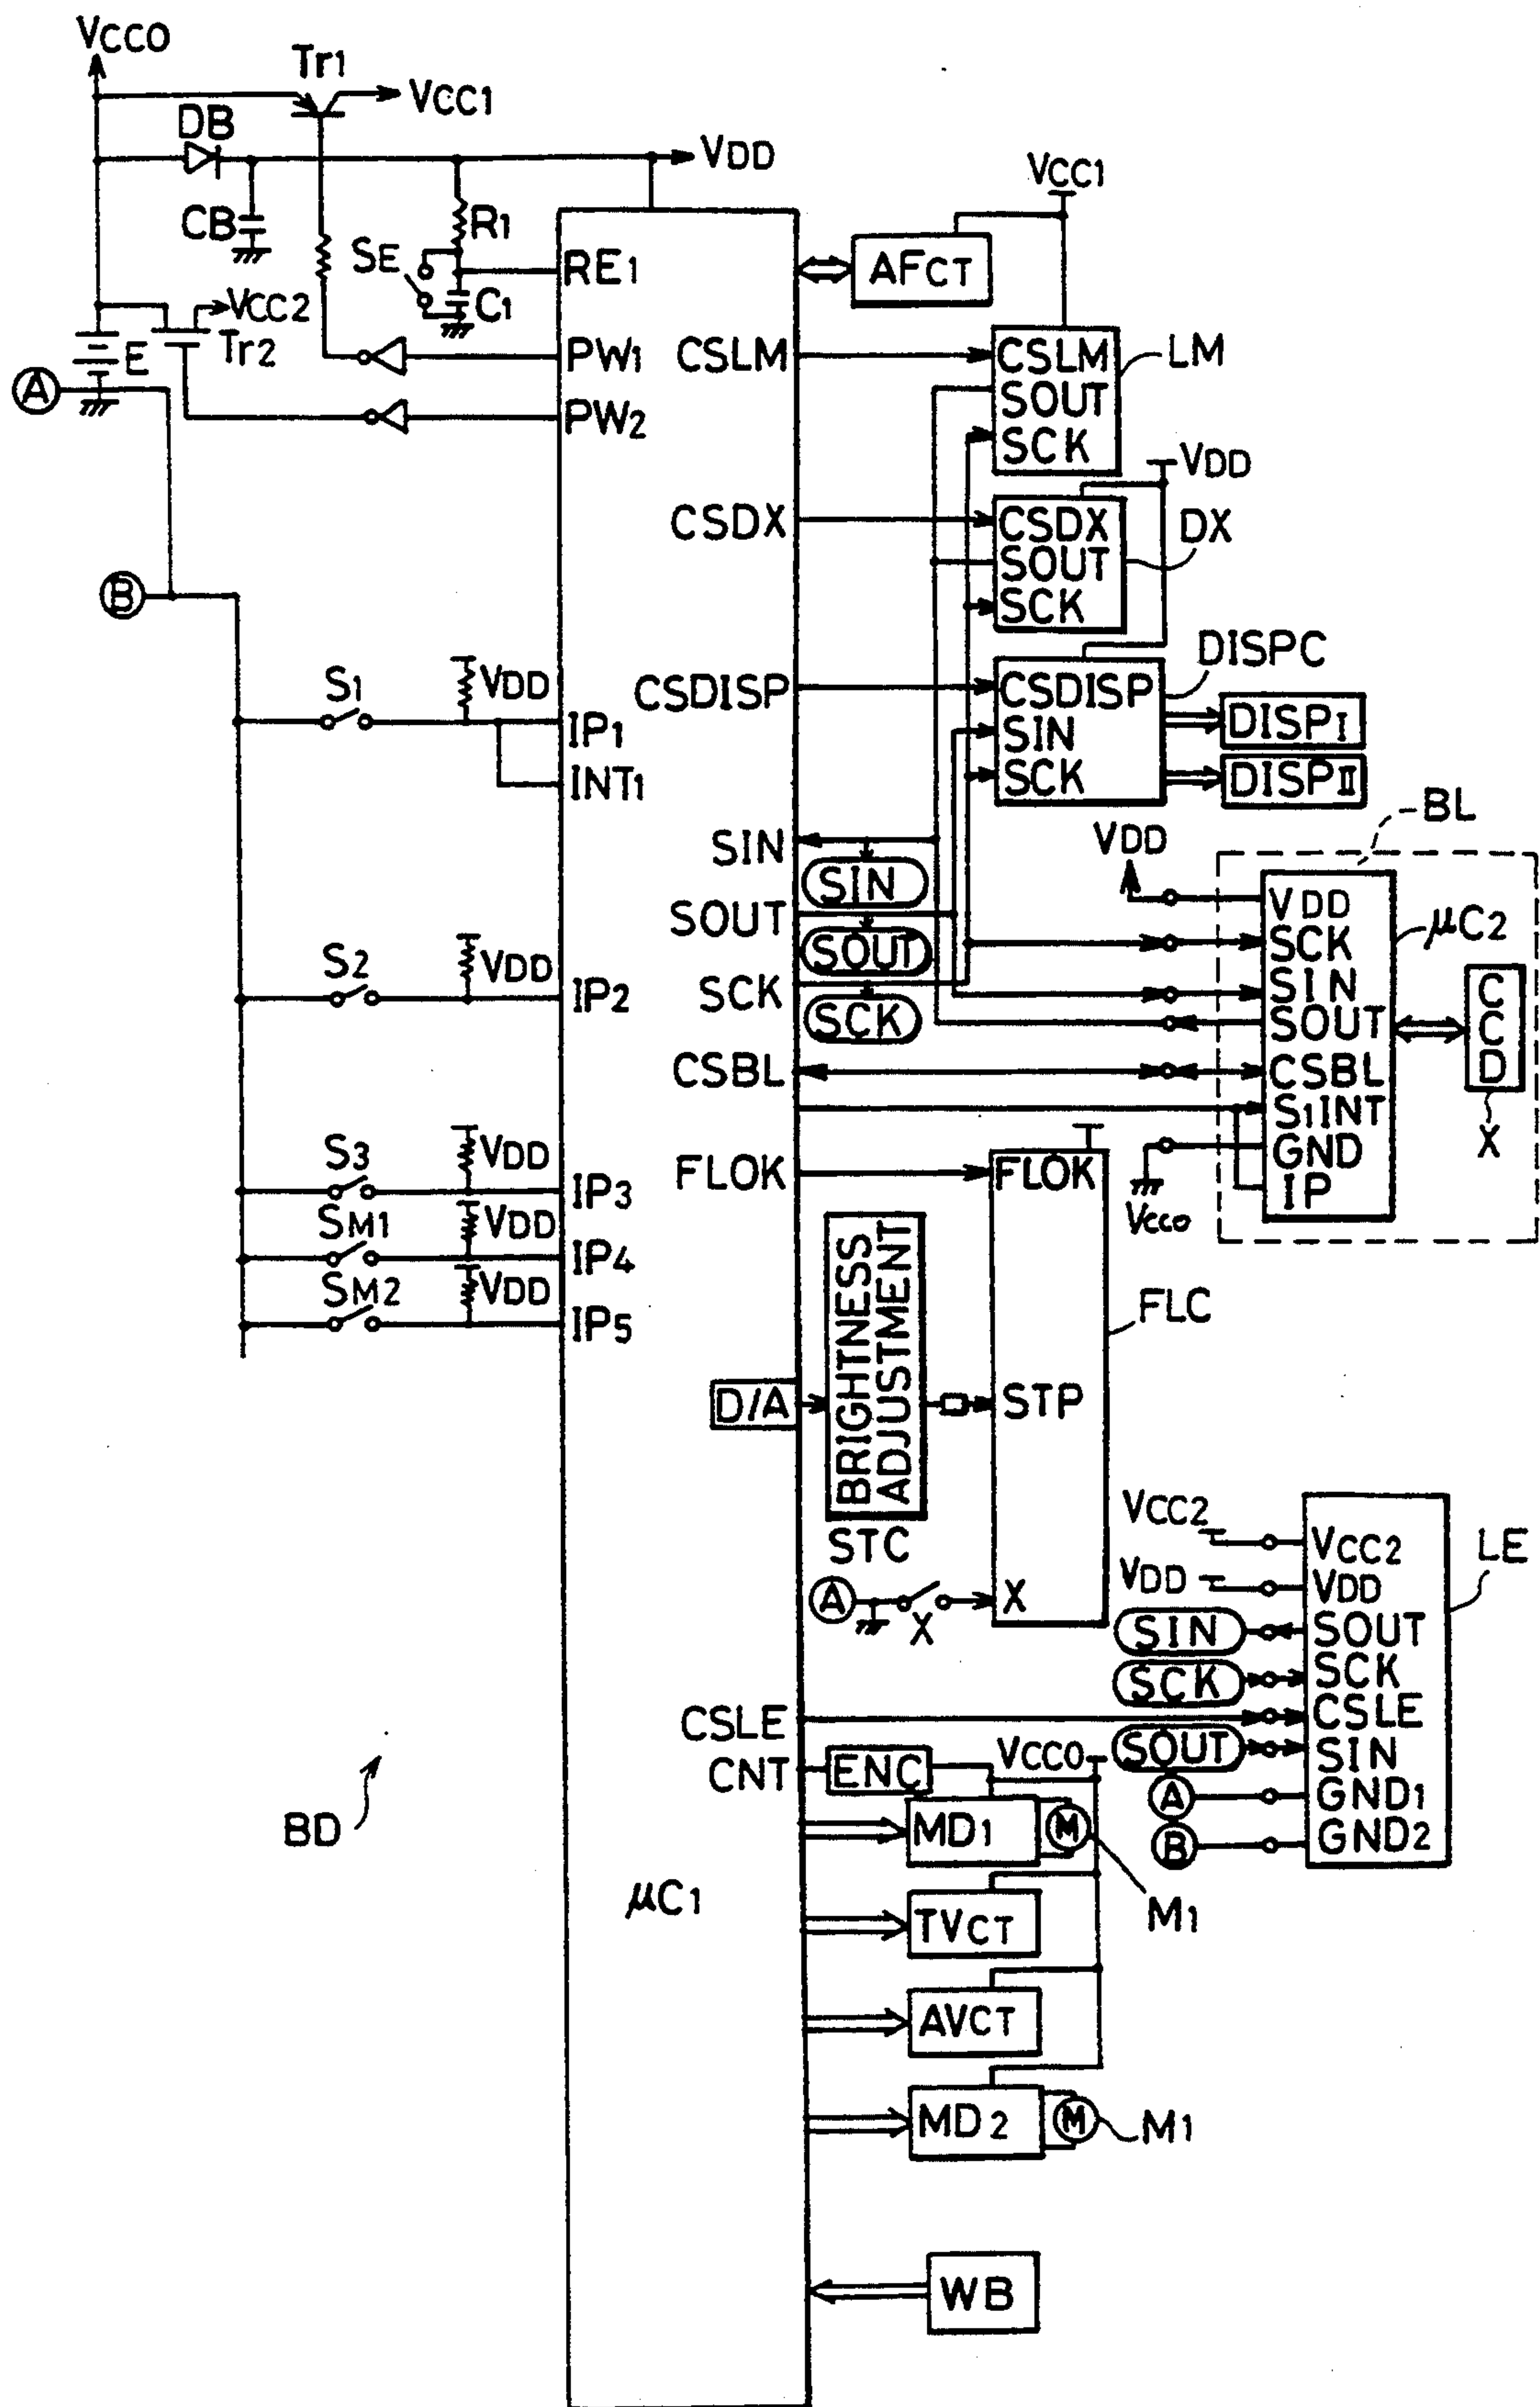 VCC0
Tr1
VCC1
DB
VDD
CB
R1
SE
RE1
C1
VCC2
Tr2
E
A
PW1
PW2
B
S1
VDD
IP1
INT1
S2
VDD
IP2
S3
VDD
IP3
SM1
VDD
IP4
SM2
VDD
IP5
BD
μC1
VCC1
AFCT
CSLM
CSLM
SOUT
SCK
LM
VDD
CSDX
CSDX
SOUT
SCK
DX
DISPC
CSDISP
CSDISP
SIN
SCK
DISPI
DISPII
SIN
SIN
SOUT
SOUT
SCK
SCK
CSBL
BL
VDD
VDD
SCK
SIN
SOUT
CSBL
S1INT
GND
IP
μC2
CCD
X
Vcco
FLOK
FLOK
BRIGHTNESS
ADJUSTMENT
FLC
D/A
STP
STC
A
X
X
VCC2
VCC2
LE
VDD
VDD
SIN
SOUT
SCK
SCK
CSLE
CSLE
SOUT
SIN
A
GND1
B
GND2
CNT
ENC
VCC0
MD1
M
M1
TVCT
AVCT
MD2
M
M1
WB